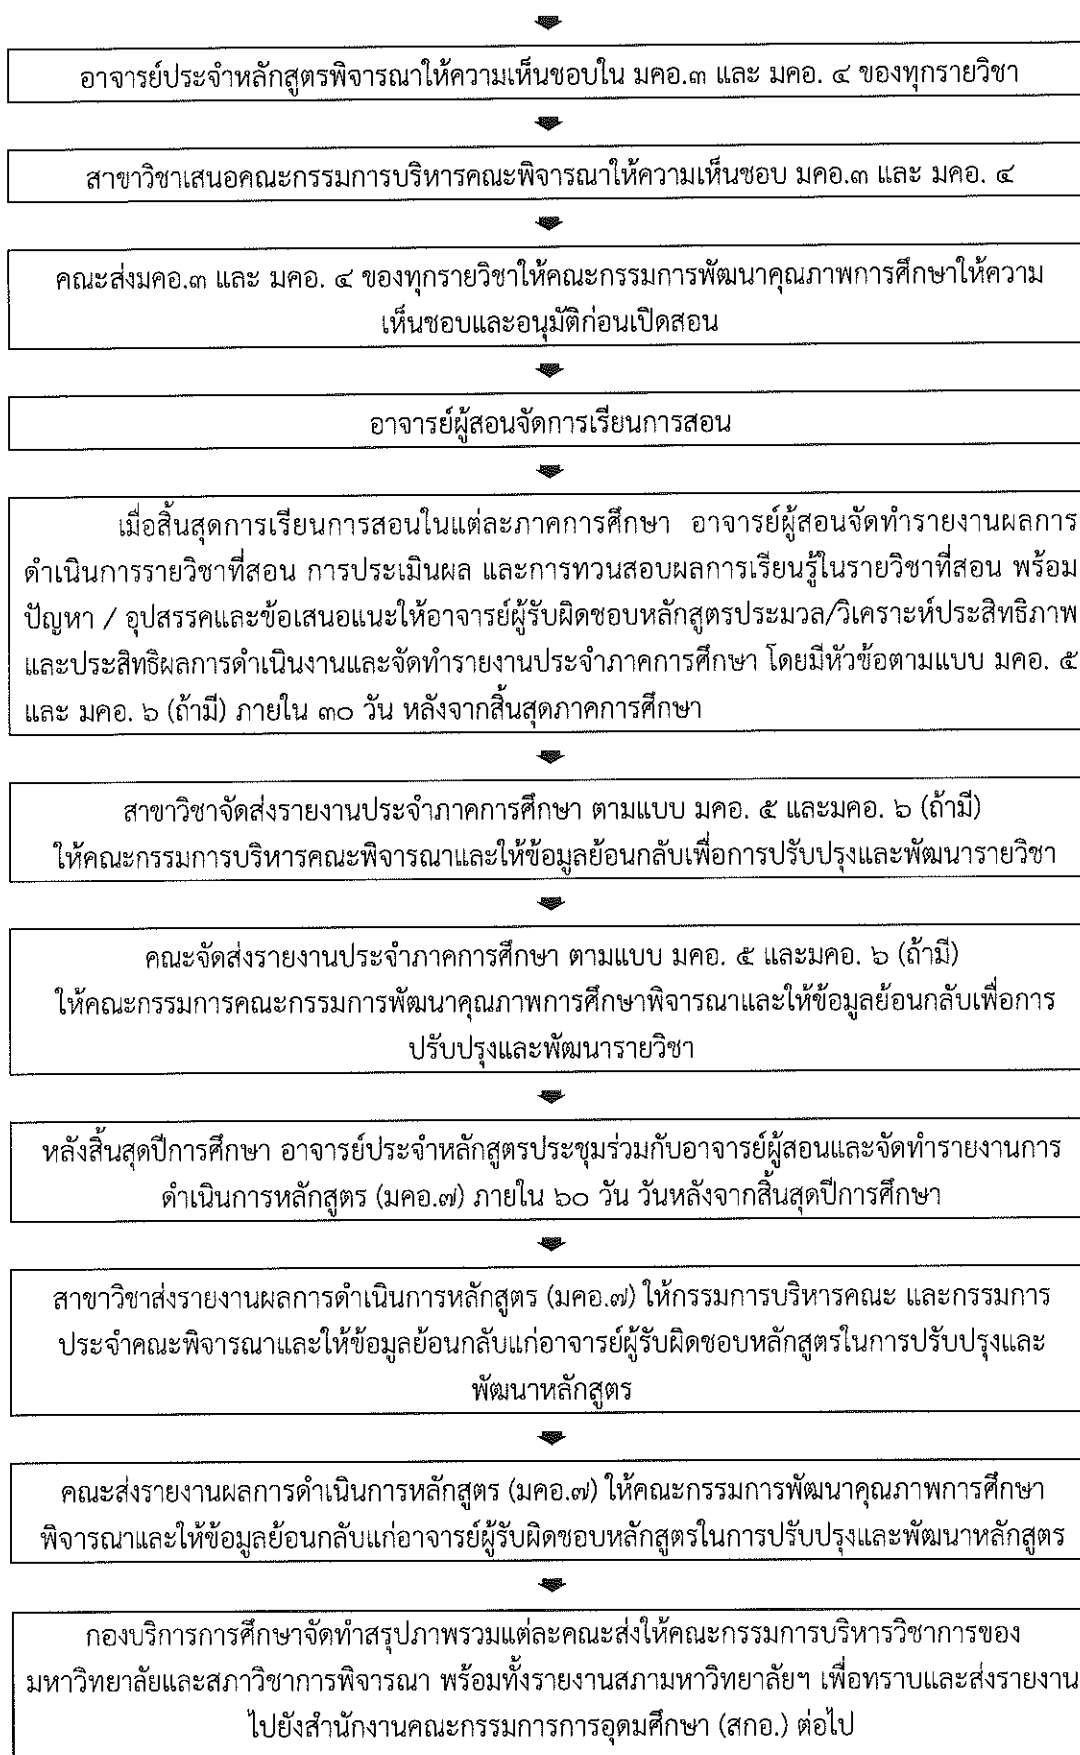 อาจารย์ประจำหลักสูตรพิจารณาให้ความเห็นชอบใน มคอ.๓ และ มคอ. ๔ ของทุกรายวิชา
สาขาวิชาเสนอคณะกรรมการบริหารคณะพิจารณาให้ความเห็นชอบ มคอ.๓ และ มคอ. ๔
คณะส่งมคอ.๓ และ มคอ. ๔ ของทุกรายวิชาให้คณะกรรมการพัฒนาคุณภาพการศึกษาให้ความ
เห็นชอบและอนุมัติก่อนเปิดสอน
อาจารย์ผู้สอนจัดการเรียนการสอน
เมื่อสิ้นสุดการเรียนการสอนในแต่ละภาคการศึกษา อาจารย์ผู้สอนจัดทำรายงานผลการ
ดำเนินการรายวิชาที่สอน การประเมินผล และการทวนสอบผลการเรียนรู้ในรายวิชาที่สอน พร้อม
ปัญหา / อุปสรรคและข้อเสนอแนะให้อาจารย์ผู้รับผิดชอบหลักสูตรประมวล/วิเคราะห์ประสิทธิภาพ
และประสิทธิผลการดำเนินงานและจัดทำรายงานประจำภาคการศึกษา โดยมีหัวข้อตามแบบ มคอ. ๕
และ มคอ. ๖ (ถ้ามี) ภายใน ๓๐ วัน หลังจากสิ้นสุดภาคการศึกษา
สาขาวิชาจัดส่งรายงานประจำภาคการศึกษา ตามแบบ มคอ. ๕ และมคอ. ๖ (ถ้ามี)
ให้คณะกรรมการบริหารคณะพิจารณาและให้ข้อมูลย้อนกลับเพื่อการปรับปรุงและพัฒนารายวิชา
คณะจัดส่งรายงานประจำภาคการศึกษา ตามแบบ มคอ. ๕ และมคอ. ๖ (ถ้ามี)
ให้คณะกรรมการคณะกรรมการพัฒนาคุณภาพการศึกษาพิจารณาและให้ข้อมูลย้อนกลับเพื่อการ
ปรับปรุงและพัฒนารายวิชา
หลังสิ้นสุดปีการศึกษา อาจารย์ประจำหลักสูตรประชุมร่วมกับอาจารย์ผู้สอนและจัดทำรายงานการ
ดำเนินการหลักสูตร (มคอ.๗) ภายใน ๖๐ วัน วันหลังจากสิ้นสุดปีการศึกษา
สาขาวิชาส่งรายงานผลการดำเนินการหลักสูตร (มคอ.๗) ให้กรรมการบริหารคณะ และกรรมการ
ประจำคณะพิจารณาและให้ข้อมูลย้อนกลับแก่อาจารย์ผู้รับผิดชอบหลักสูตรในการปรับปรุงและ
พัฒนาหลักสูตร
คณะส่งรายงานผลการดำเนินการหลักสูตร (มคอ.๗) ให้คณะกรรมการพัฒนาคุณภาพการศึกษา
พิจารณาและให้ข้อมูลย้อนกลับแก่อาจารย์ผู้รับผิดชอบหลักสูตรในการปรับปรุงและพัฒนาหลักสูตร
กองบริการการศึกษาจัดทำสรุปภาพรวมแต่ละคณะส่งให้คณะกรรมการบริหารวิชาการของ
มหาวิทยาลัยและสภาวิชาการพิจารณา พร้อมทั้งรายงานสภามหาวิทยาลัยฯ เพื่อทราบและส่งรายงาน
ไปยังสำนักงานคณะกรรมการการอุดมศึกษา (สกอ.) ต่อไป